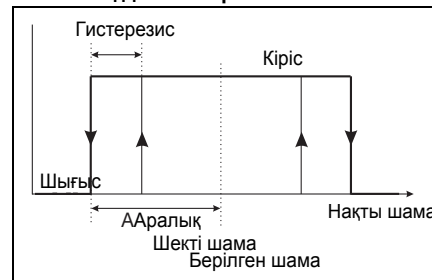 Гистерезис
Кіріс
Шығыс
ААралық
Нақты шама
Шекті шама
Берілген шама